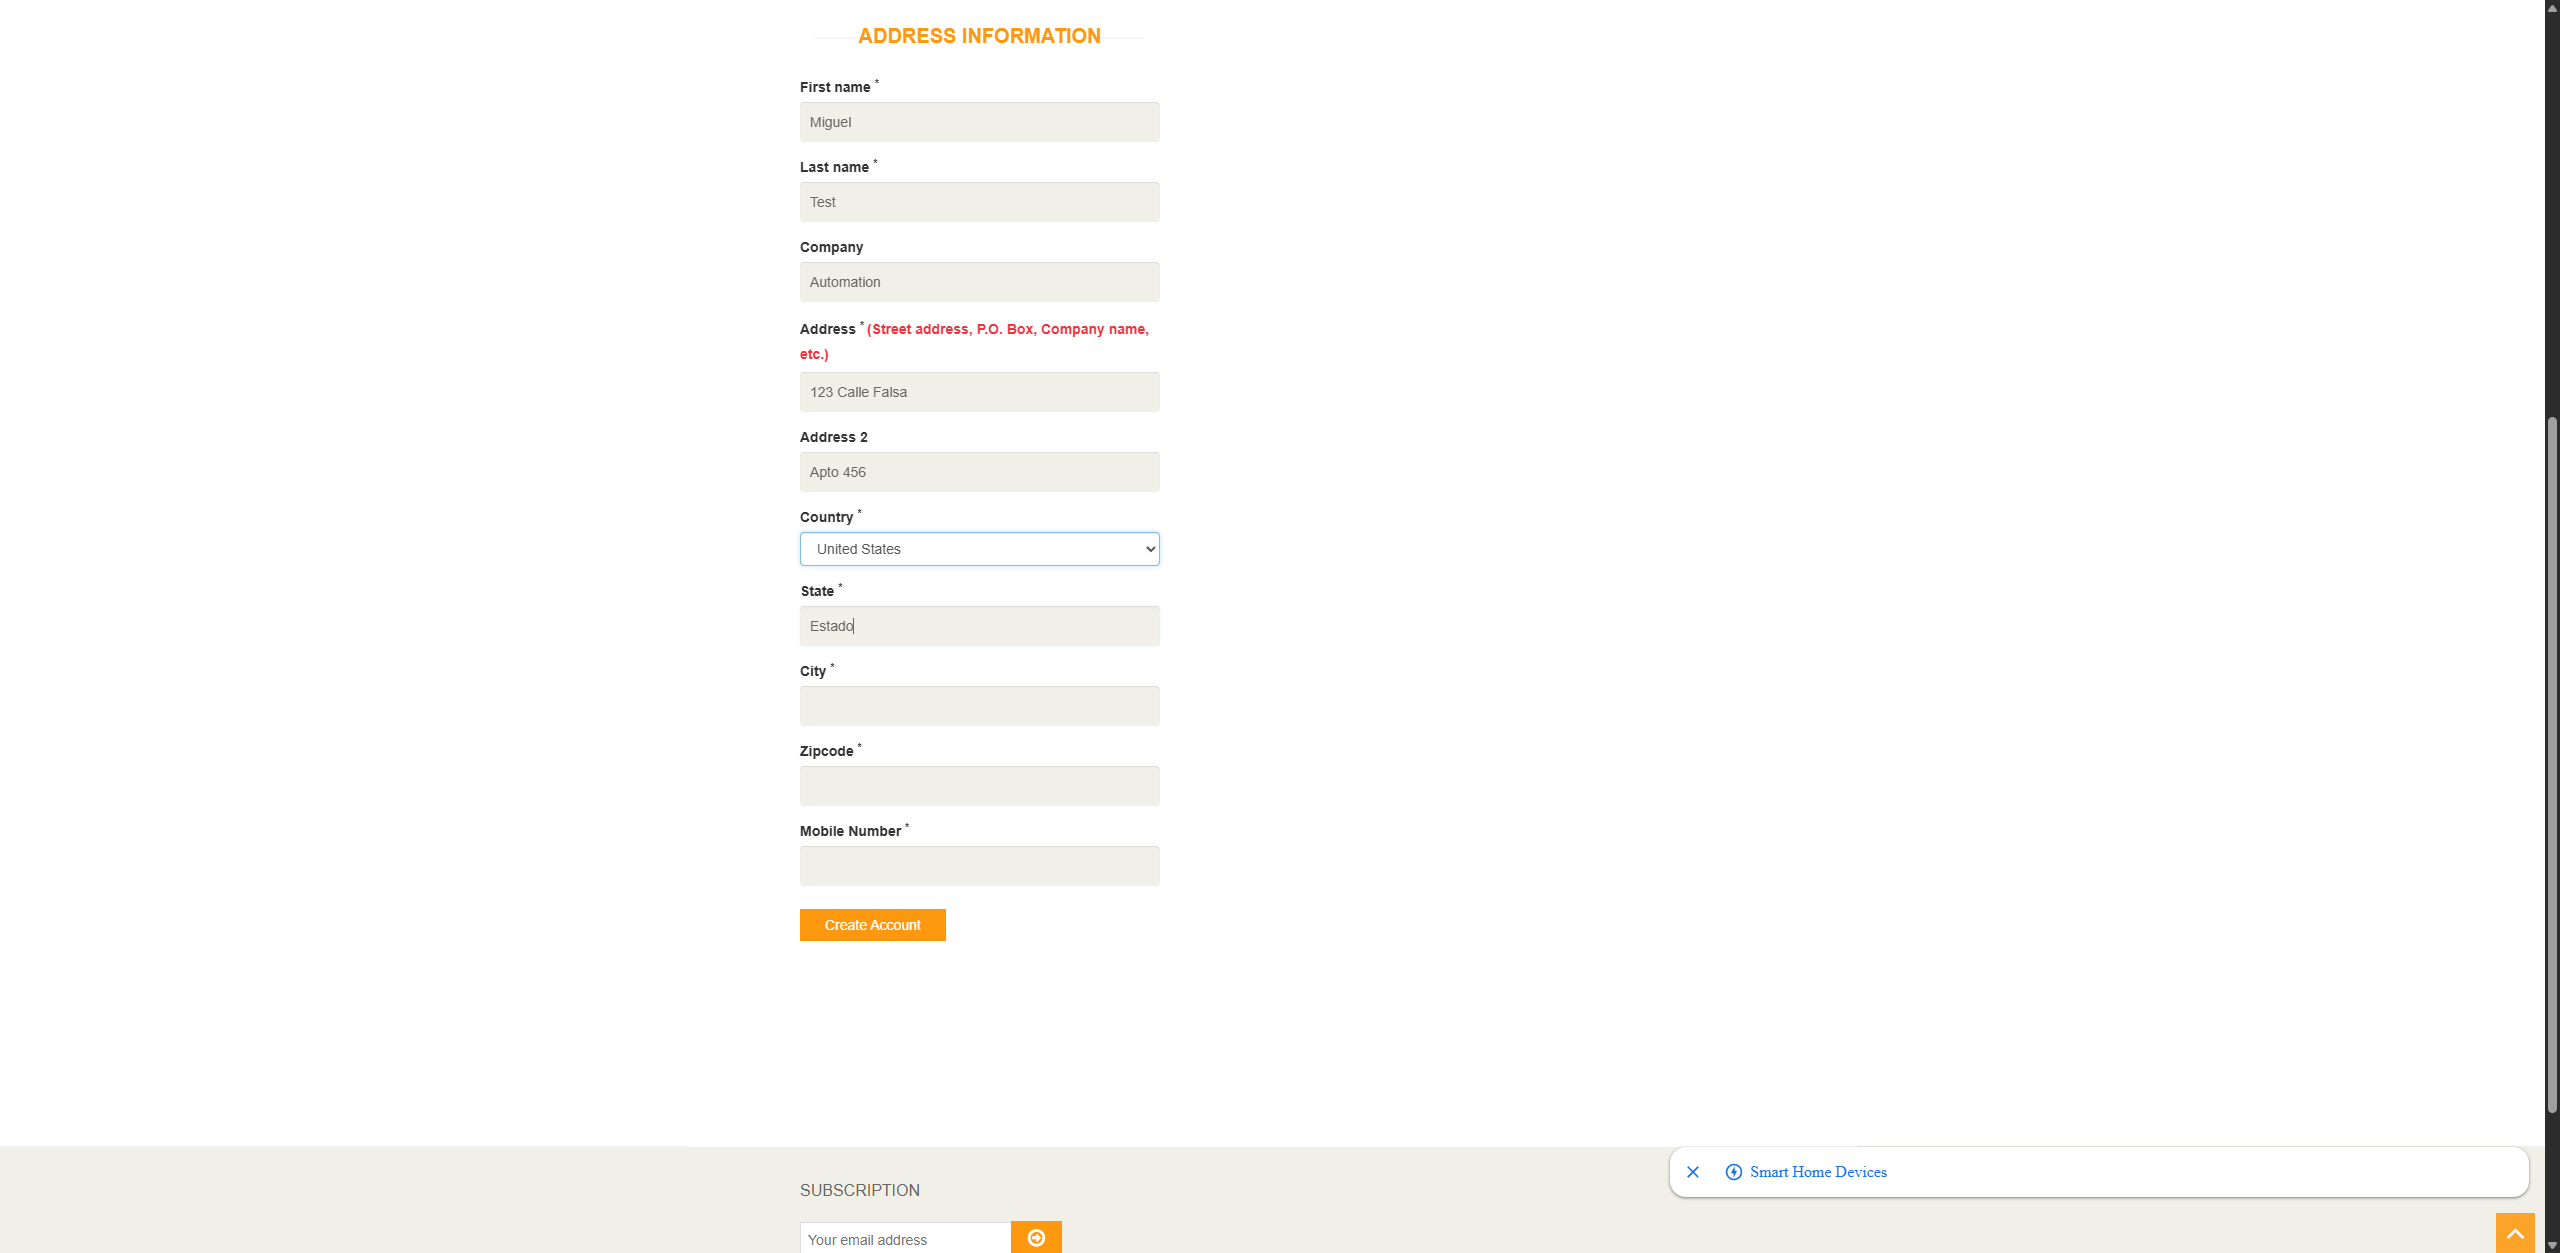 ADDRESS INFORMATION
First name *
Miguel
Last name *
Test
Company
Automation
Address * (Street address, P.O. Box, Company name,
etc.)
123 Calle Falsa
Address 2
Apto 456
Country *
United States
State *
Estado
City *
Zipcode *
Mobile Number *
Create Account
Smart Home Devices
SUBSCRIPTION
Your email address